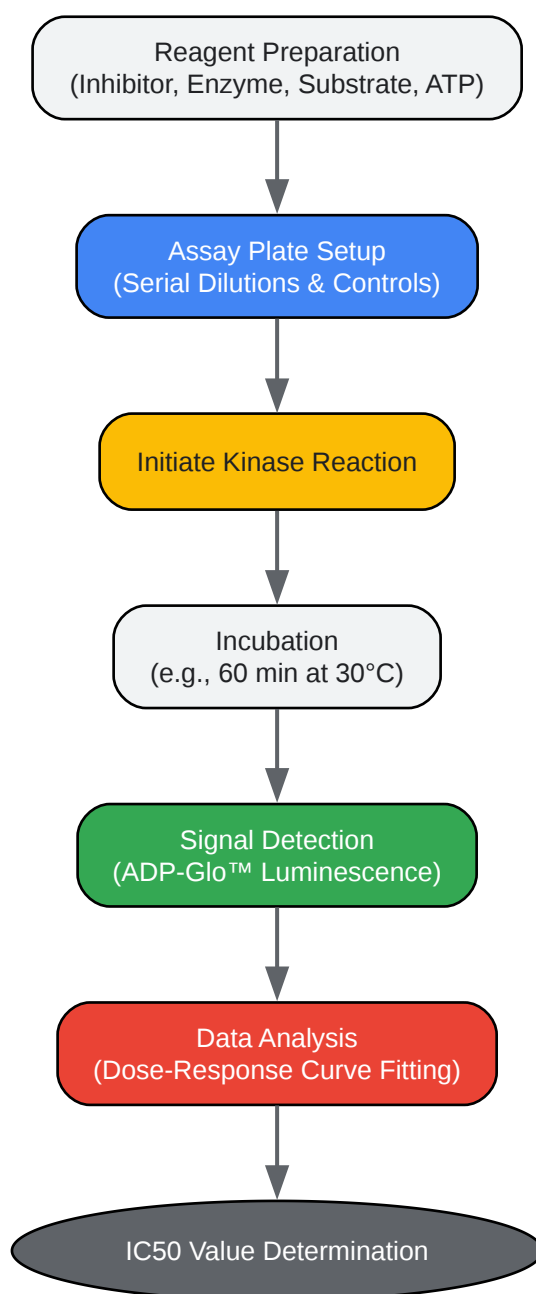 Reagent Preparation
(Inhibitor, Enzyme, Substrate, ATP)
Assay Plate Setup
(Serial Dilutions & Controls)
Initiate Kinase Reaction
Incubation
(e.g., 60 min at 30°C)
Signal Detection
(ADP-Glo™ Luminescence)
Data Analysis
(Dose-Response Curve Fitting)
IC50 Value Determination